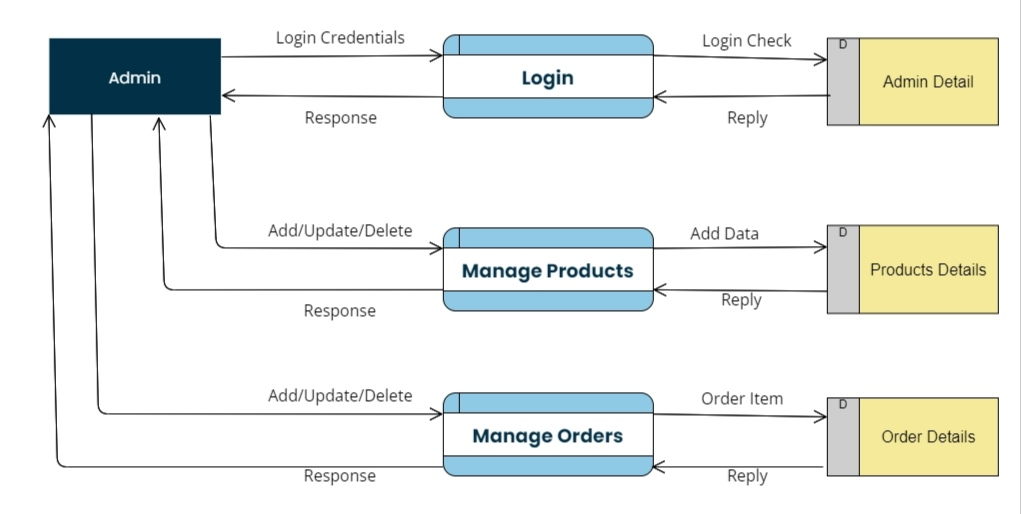 Login Credentials
Login Check
D
Admin
Login
Admin Detail
Response
Reply
Add/Update/Delete
Add Data
D
Manage Products
Products Details
Response
Reply
Add/Update/Delete
Order Item
D
Manage Orders
Order Details
Response
Reply